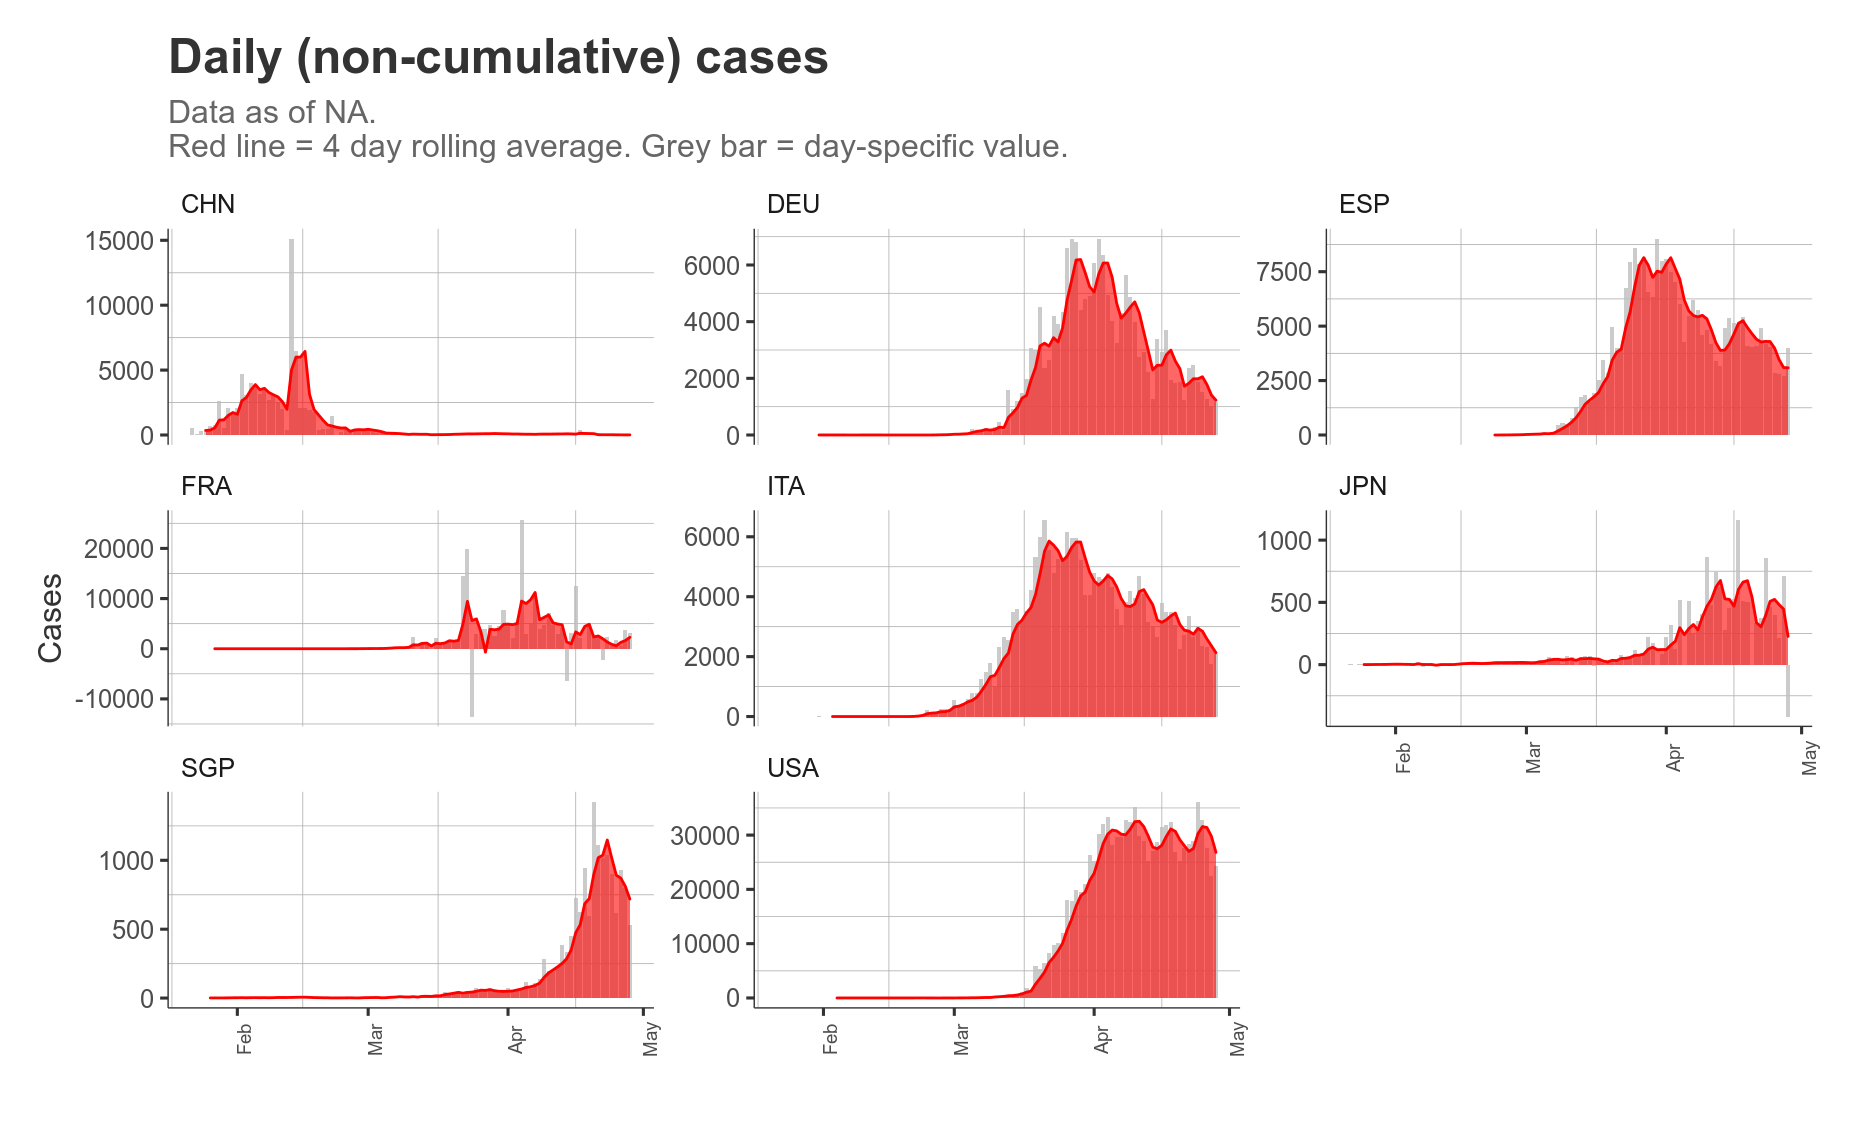 Daily (non-cumulative) cases
Data as of NA.
Red line = 4 day rolling average. Grey bar = day-specific value.
CHN
DEU
ESP
15000
10000
5000
0
6000
4000
2000
0
7500
5000
2500
0
FRA
ITA
JPN
Cases
20000
10000
0
-10000
6000
4000
2000
0
1000
500
0
Feb
Mar
Apr
May
SGP
USA
1000
500
0
30000
20000
10000
0
Feb
Mar
Apr
May
Feb
Mar
Apr
May